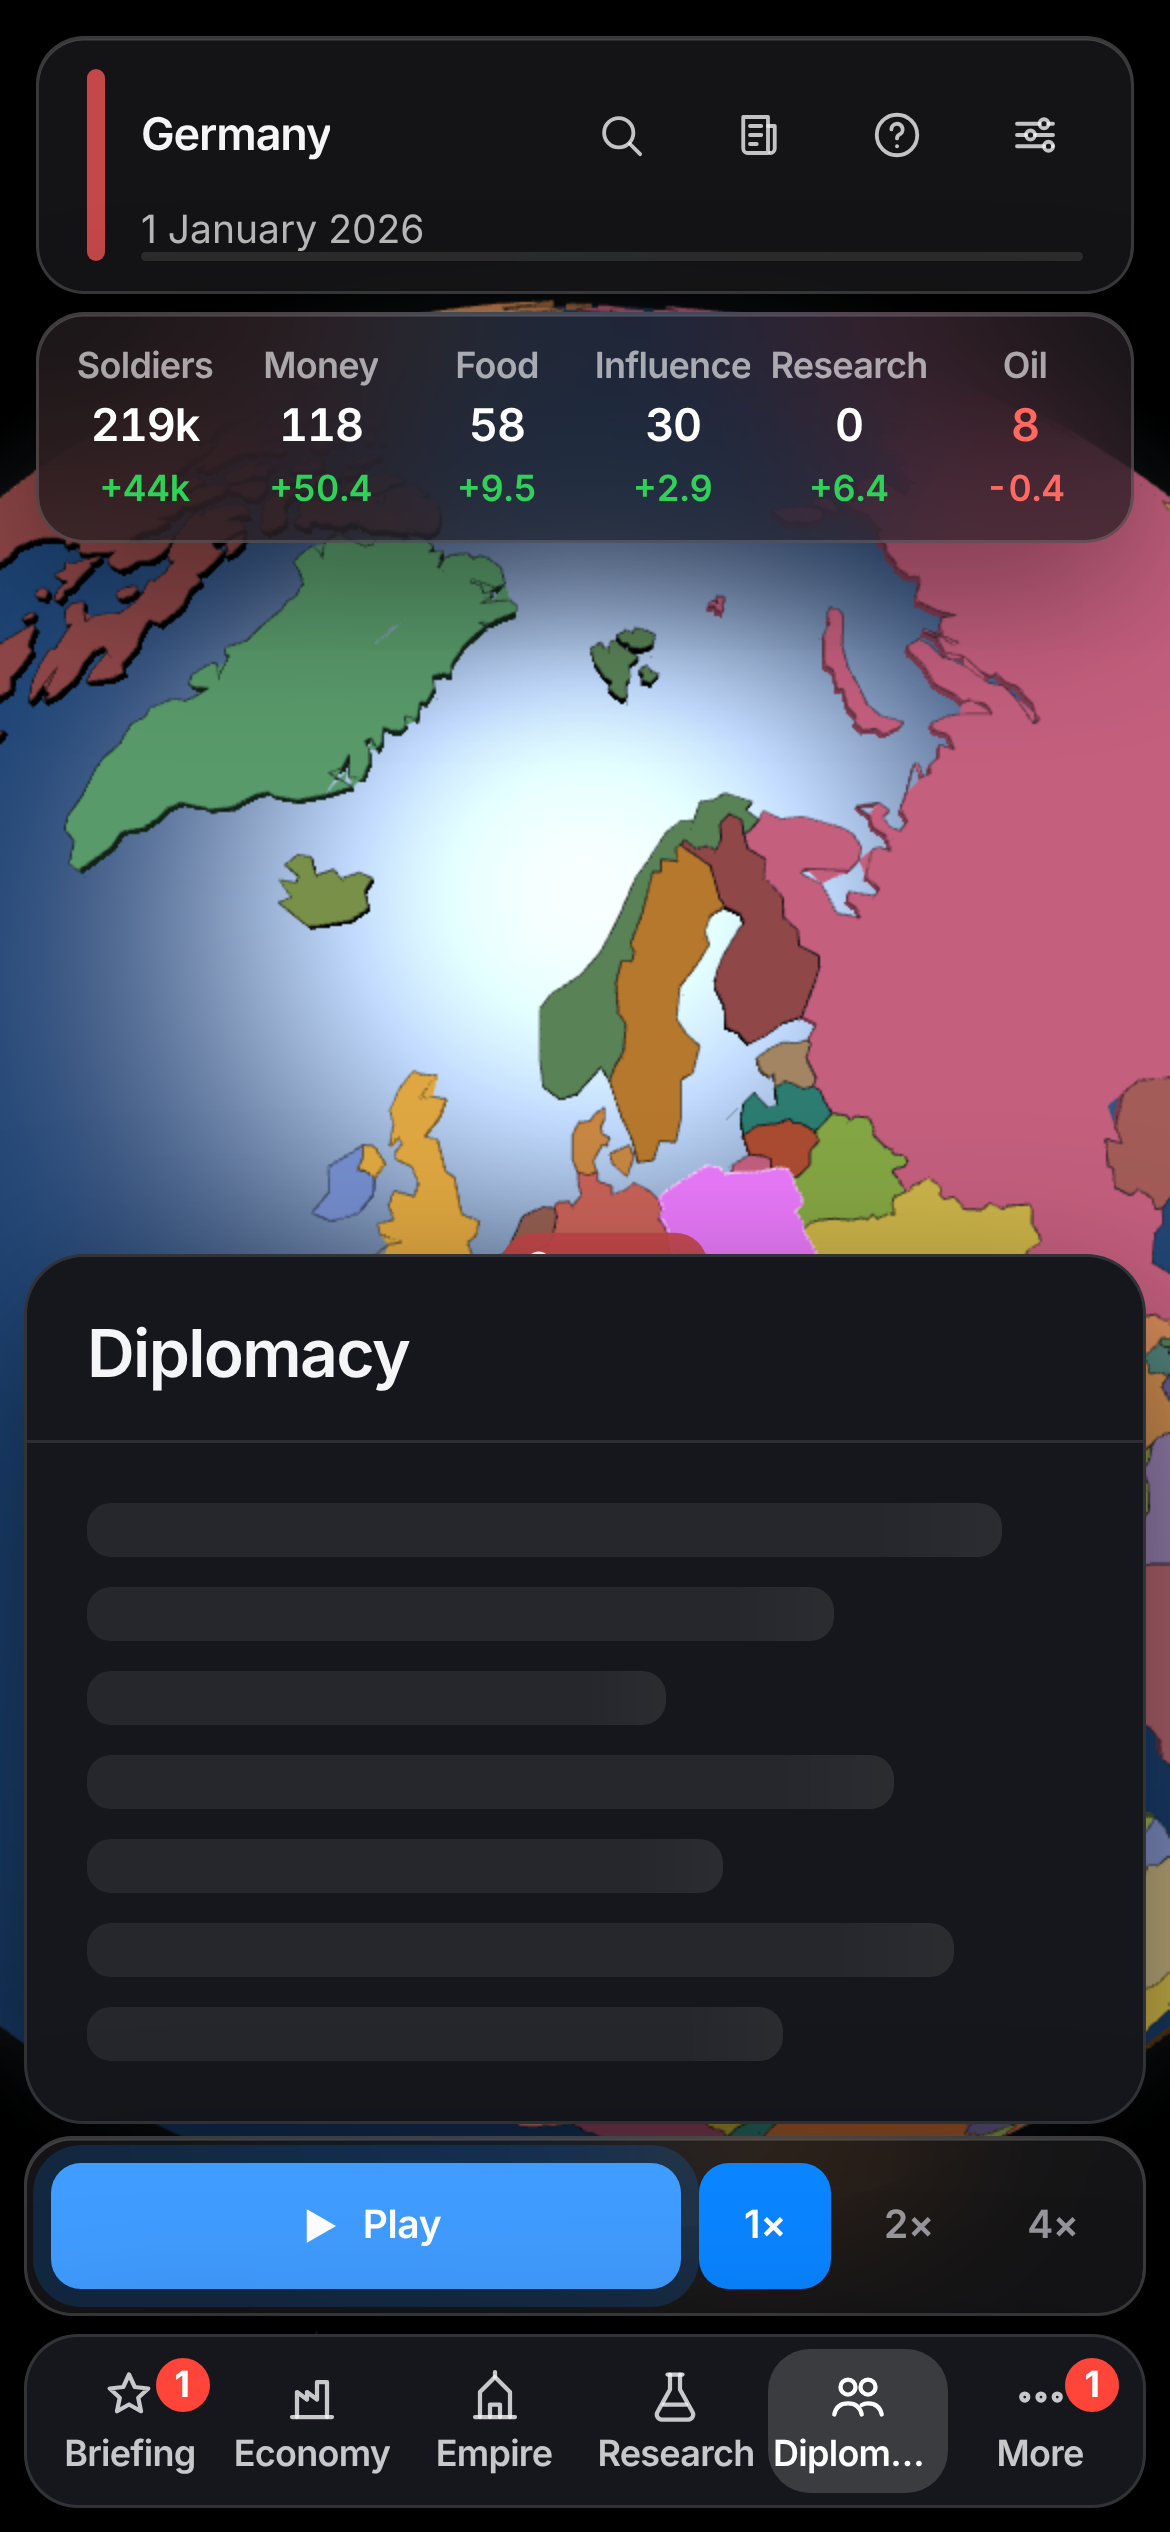 Germany
1 January 2026
Soldiers Money Food Influence Research Oil
219k 118 58 30 0 8
+44k +50.4 +9.5 +2.9 +6.4 -0.4
Diplomacy
Play 1× 2× 4×
1 1
Briefing Economy Empire Research Diplom... More